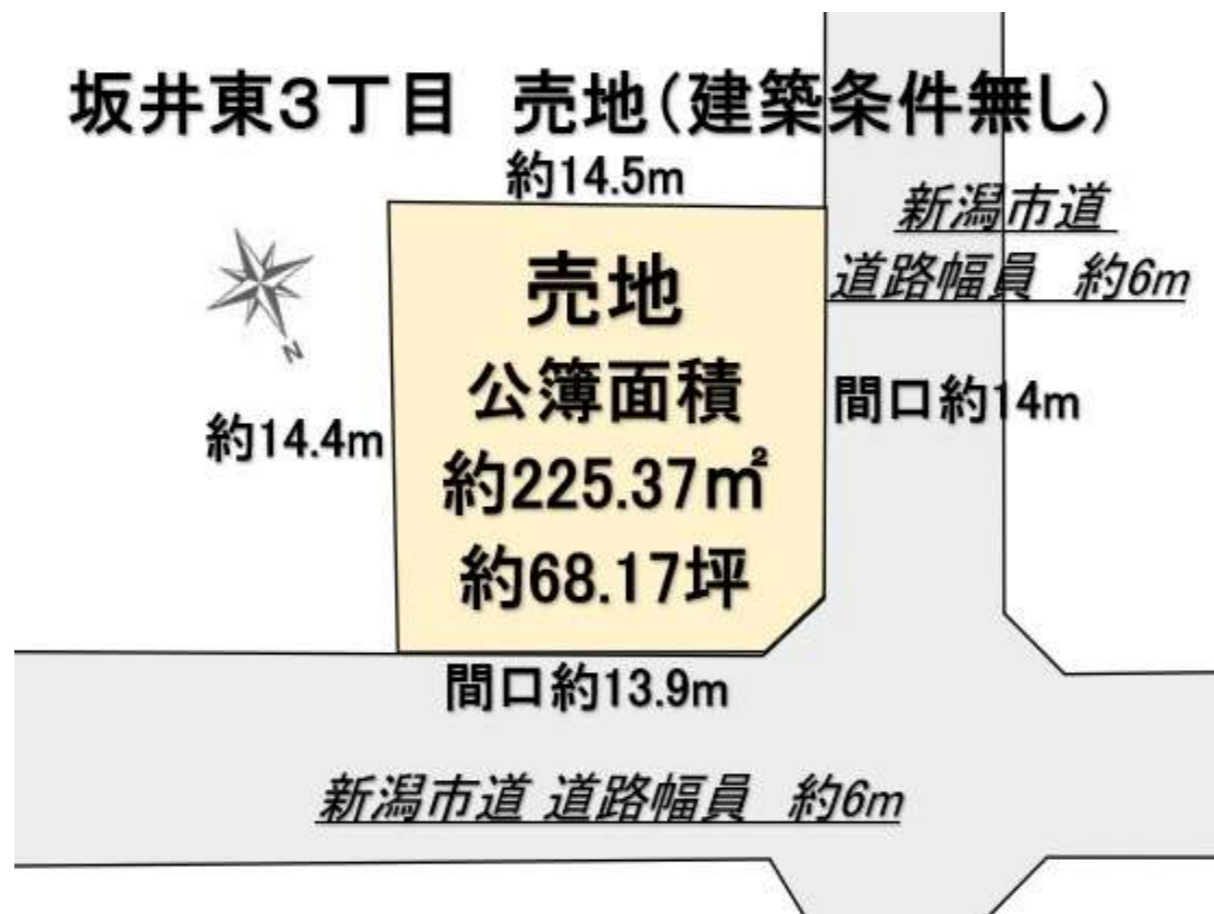 坂井東3丁目　売地(建築条件無し)
約14.5m
新潟市道
道路幅員　約6m
売地
公簿面積
約225.37㎡
約68.17坪
N
約14.4m
間口約14m
間口約13.9m
新潟市道 道路幅員　約6m